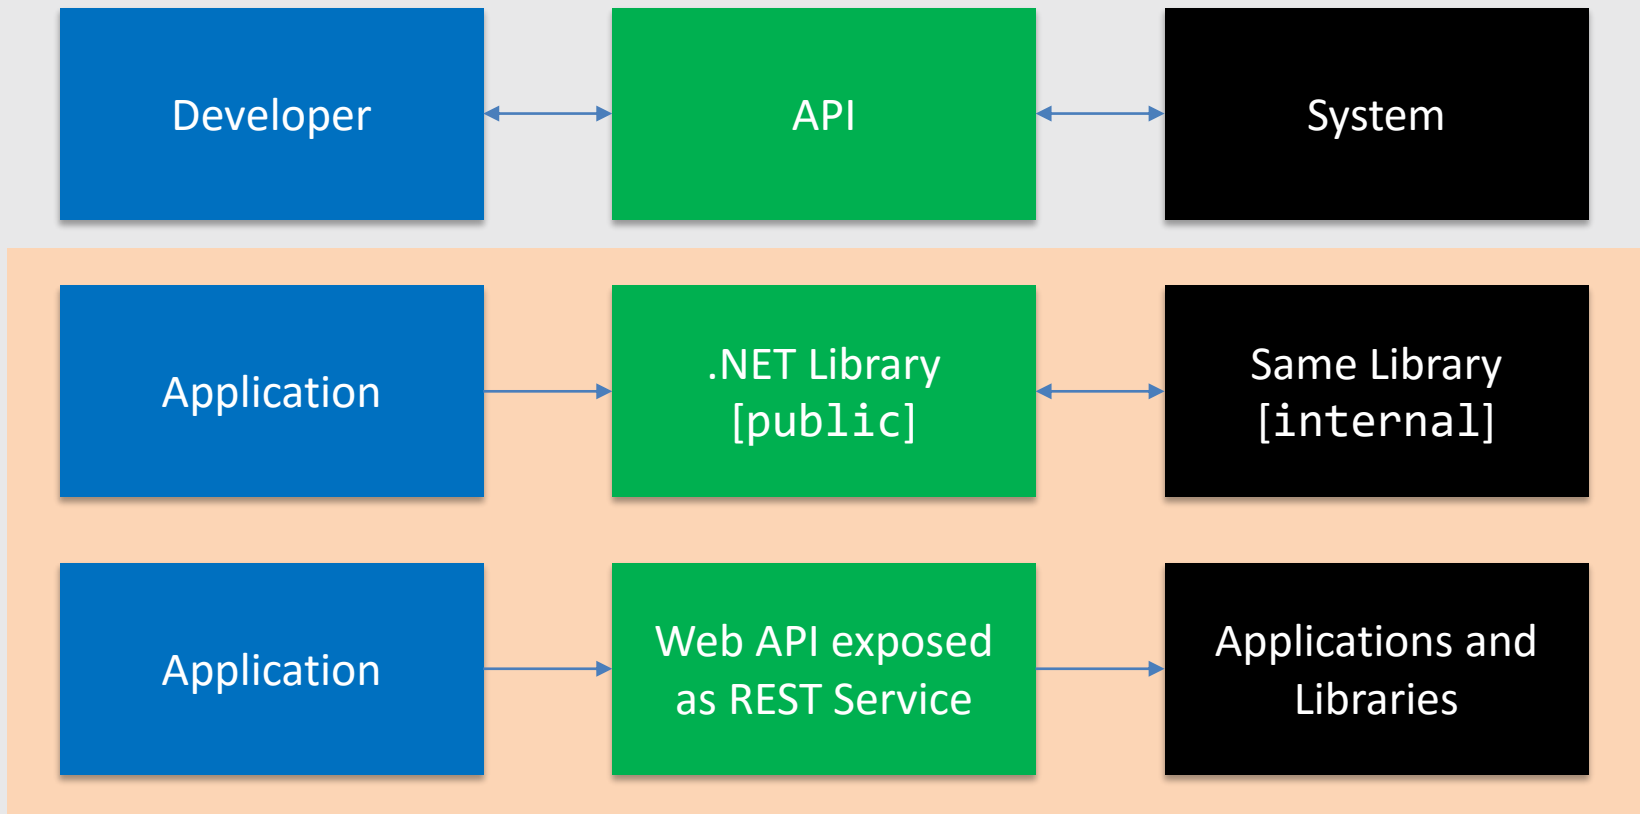 Developer
API
System
Application
.NET Library
[public]
Same Library
[internal]
Application
Web API exposed
as REST Service
Applications and
Libraries